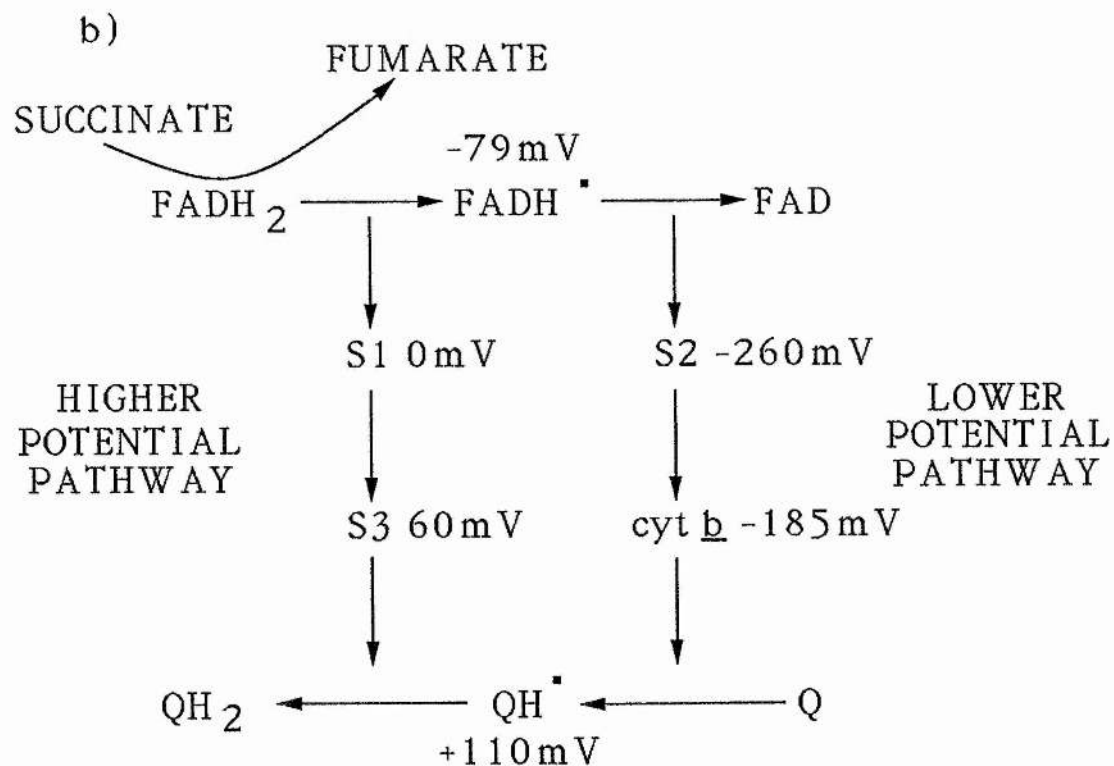 b)
FUMARATE
SUCCINATE
-79mV
FADH2 FADH▪ FAD
S1 0mV S2 -260mV
HIGHER
POTENTIAL
PATHWAY
LOWER
POTENTIAL
PATHWAY
S3 60mV cyt b -185mV
QH2 QH▪ Q
+110mV